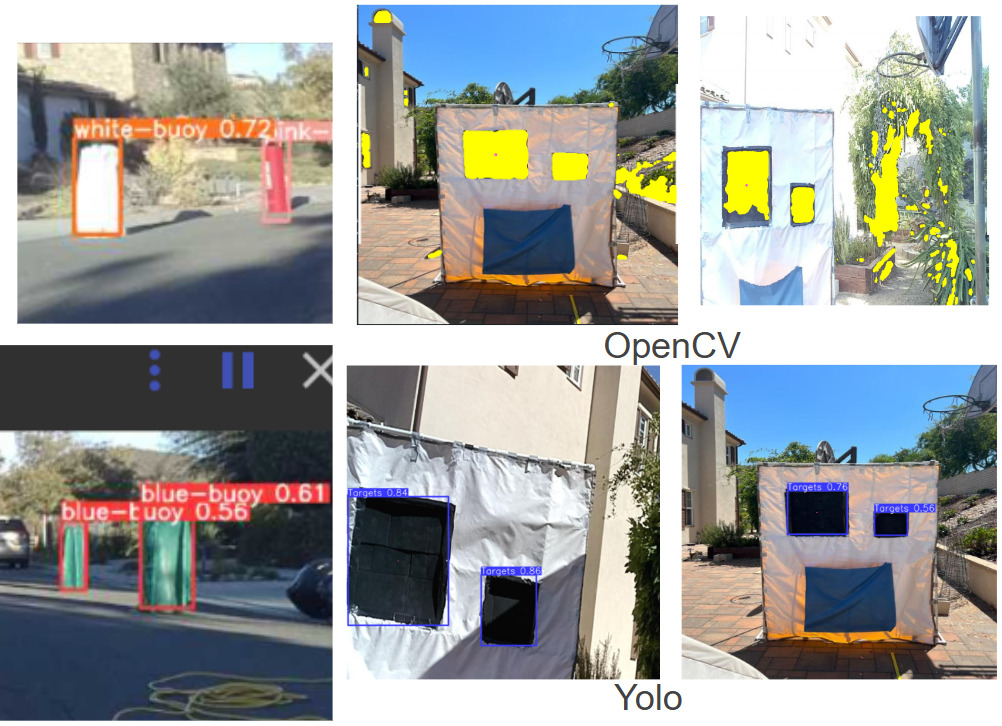 white-buoy 0.72
ink-
OpenCV
blue-buoy 0.61
blue-buoy 0.56
Targets 0.84
Targets 0.86
Targets 0.76
Targets 0.56
Yolo